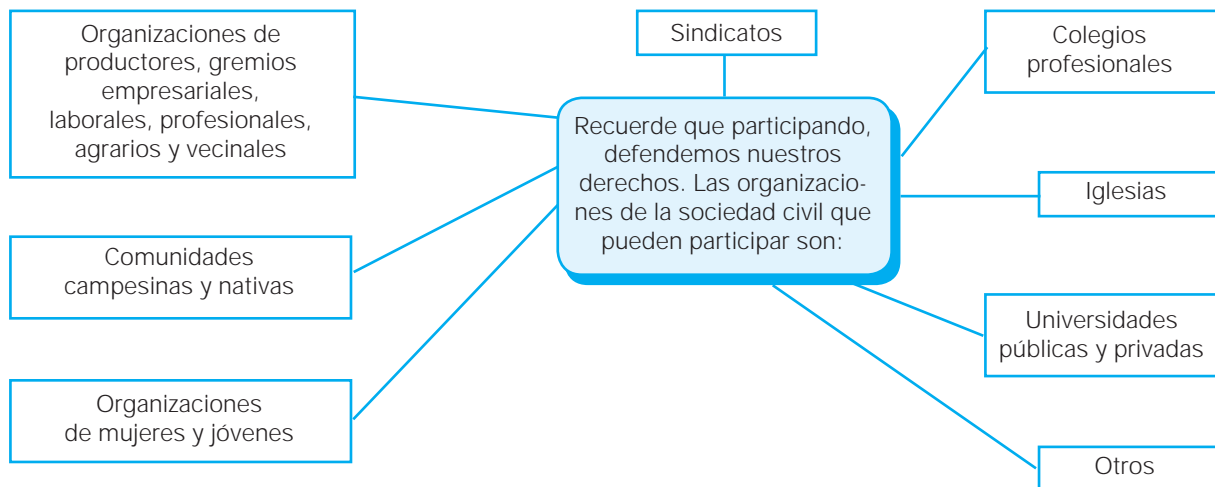 Organizaciones de
productores, gremios
empresariales,
laborales, profesionales,
agrarios y vecinales
Sindicatos
Colegios
profesionales
Recuerde que participando,
defendemos nuestros
derechos. Las organizacio-
nes de la sociedad civil que
pueden participar son:
Iglesias
Comunidades
campesinas y nativas
Universidades
públicas y privadas
Organizaciones
de mujeres y jóvenes
Otros